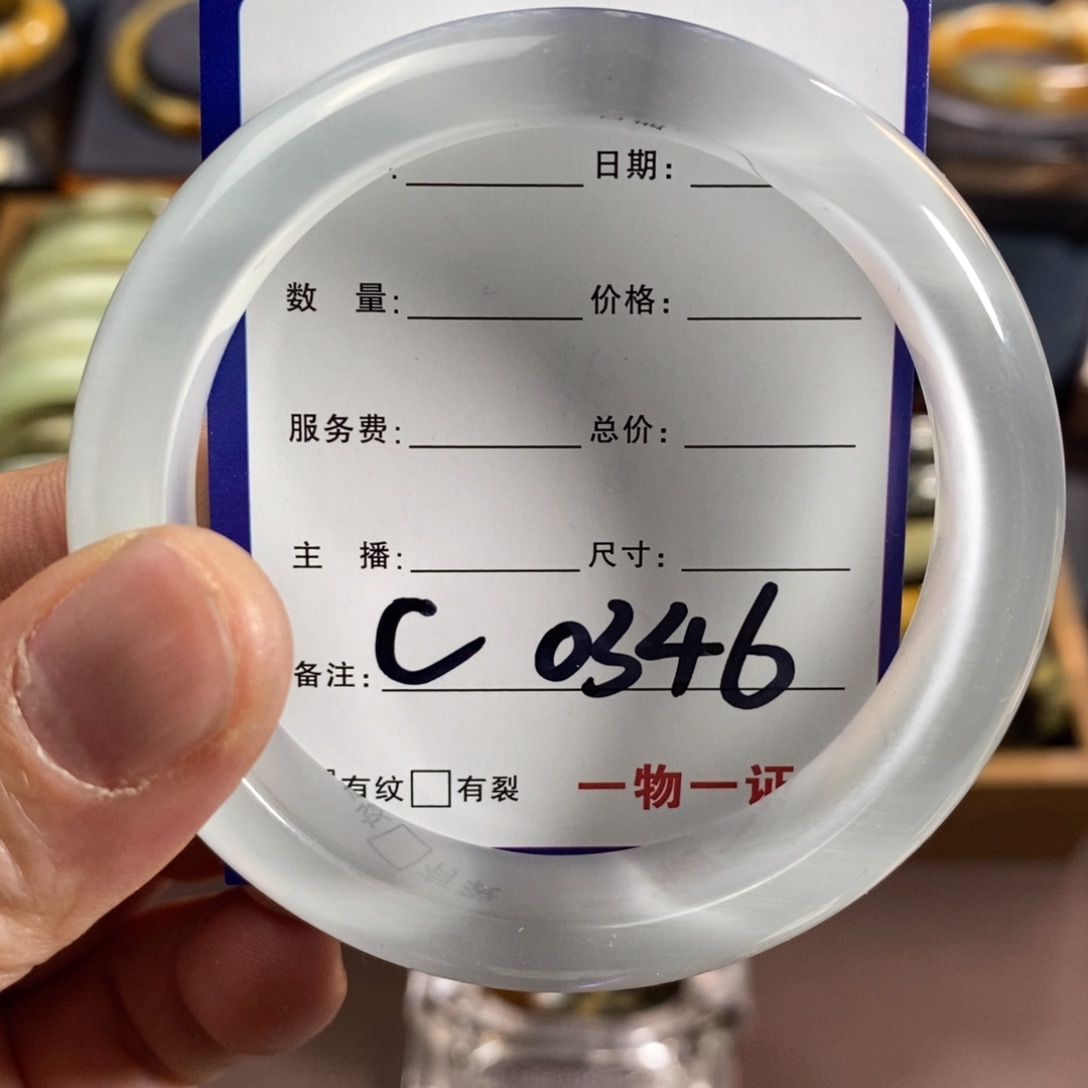 : 日期:
数 量: 价格:
服务费: 总价:
主 播: 尺寸:
备注: C 0346
有纹 □ 有裂 一物一证